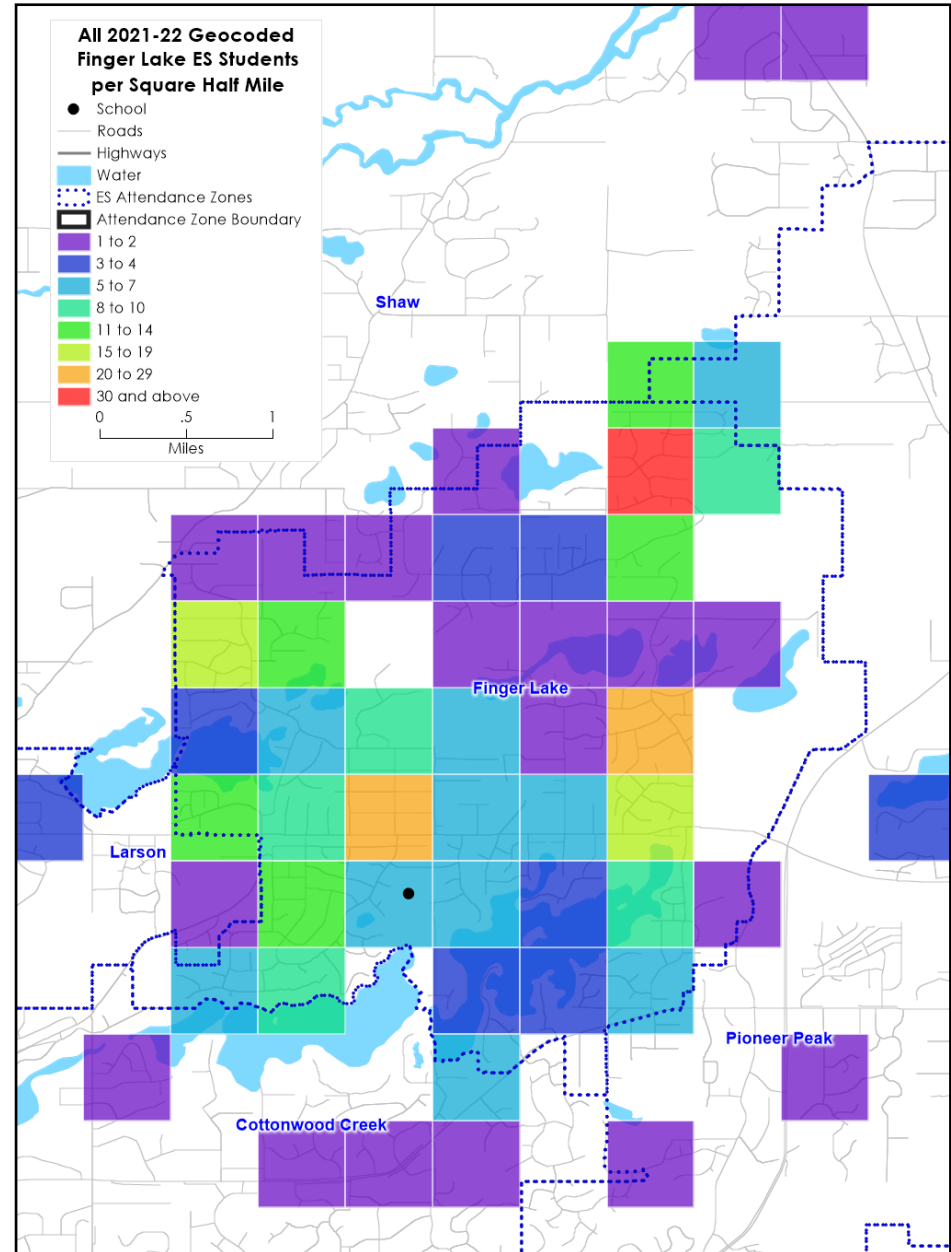 All 2021-22 Geocoded
Finger Lake ES Students
per Square Half Mile
School
Roads
Highways
Water
ES Attendance Zones
Attendance Zone Boundary
1 to 2
3 to 4
5 to 7
8 to 10
11 to 14
15 to 19
20 to 29
30 and above
0 .5 1
Miles
Shaw
Finger Lake
Larson
Pioneer Peak
Cottonwood Creek